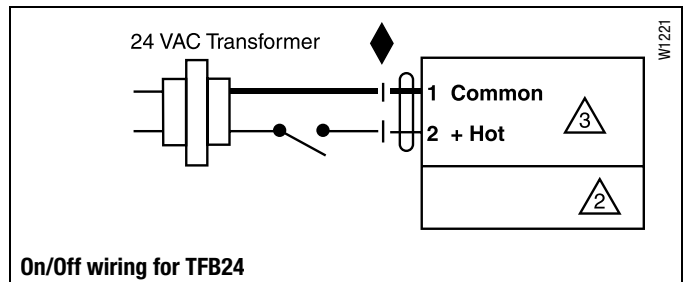 24 VAC Transformer
W1221
1 Common
3
2 + Hot
2
On/Off wiring for TFB24